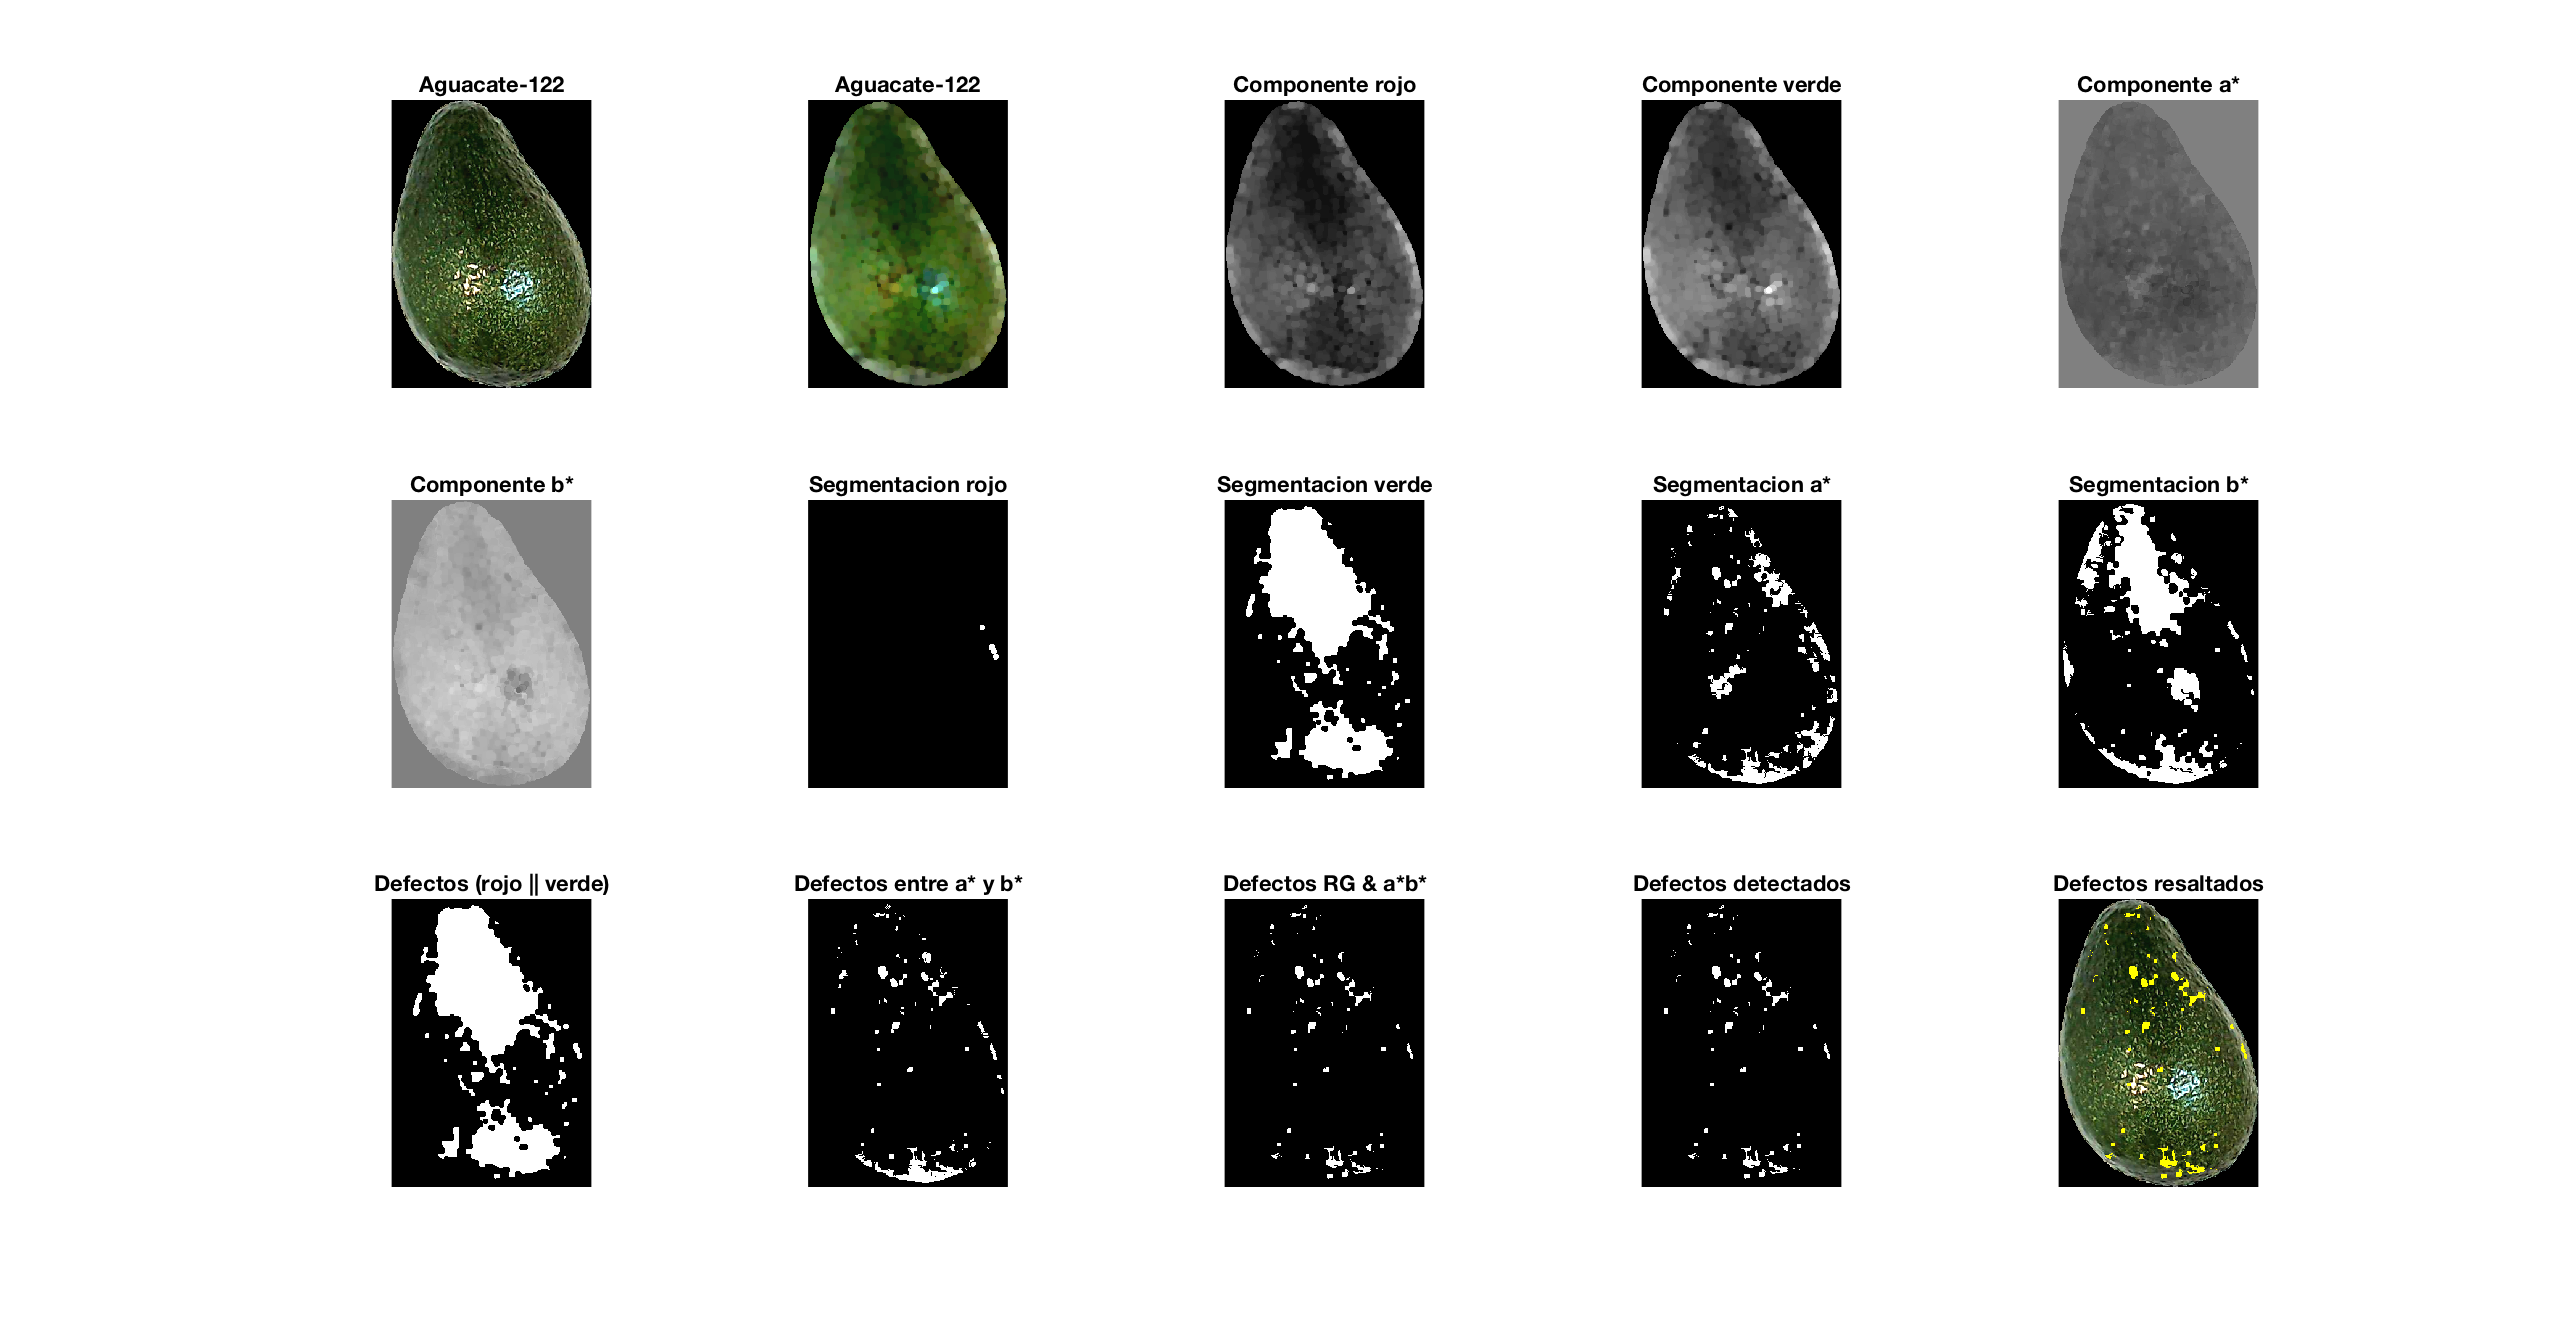 Aguacate-122
Aguacate-122
Componente rojo
Componente verde
Componente a*
Componente b*
Segmentacion rojo
Segmentacion verde
Segmentacion a*
Segmentacion b*
Defectos (rojo || verde)
Defectos entre a* y b*
Defectos RG & a*b*
Defectos detectados
Defectos resaltados